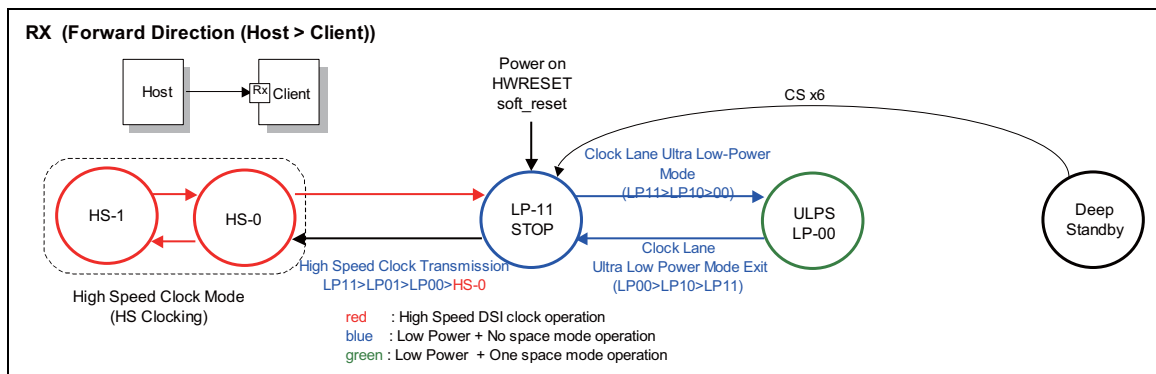 RX (Forward Direction (Host > Client))
Host
Rx
Client
Power on
HWRESET
soft_reset
CS x6
Clock Lane Ultra Low-Power
Mode
(LP11>LP10>00)
HS-1
HS-0
LP-11
STOP
ULPS
LP-00
Deep
Standby
High Speed Clock Transmission
LP11>LP01>LP00>HS-0
Clock Lane
Ultra Low Power Mode Exit
(LP00>LP10>LP11)
High Speed Clock Mode
(HS Clocking)
red : High Speed DSI clock operation
blue : Low Power + No space mode operation
green : Low Power + One space mode operation